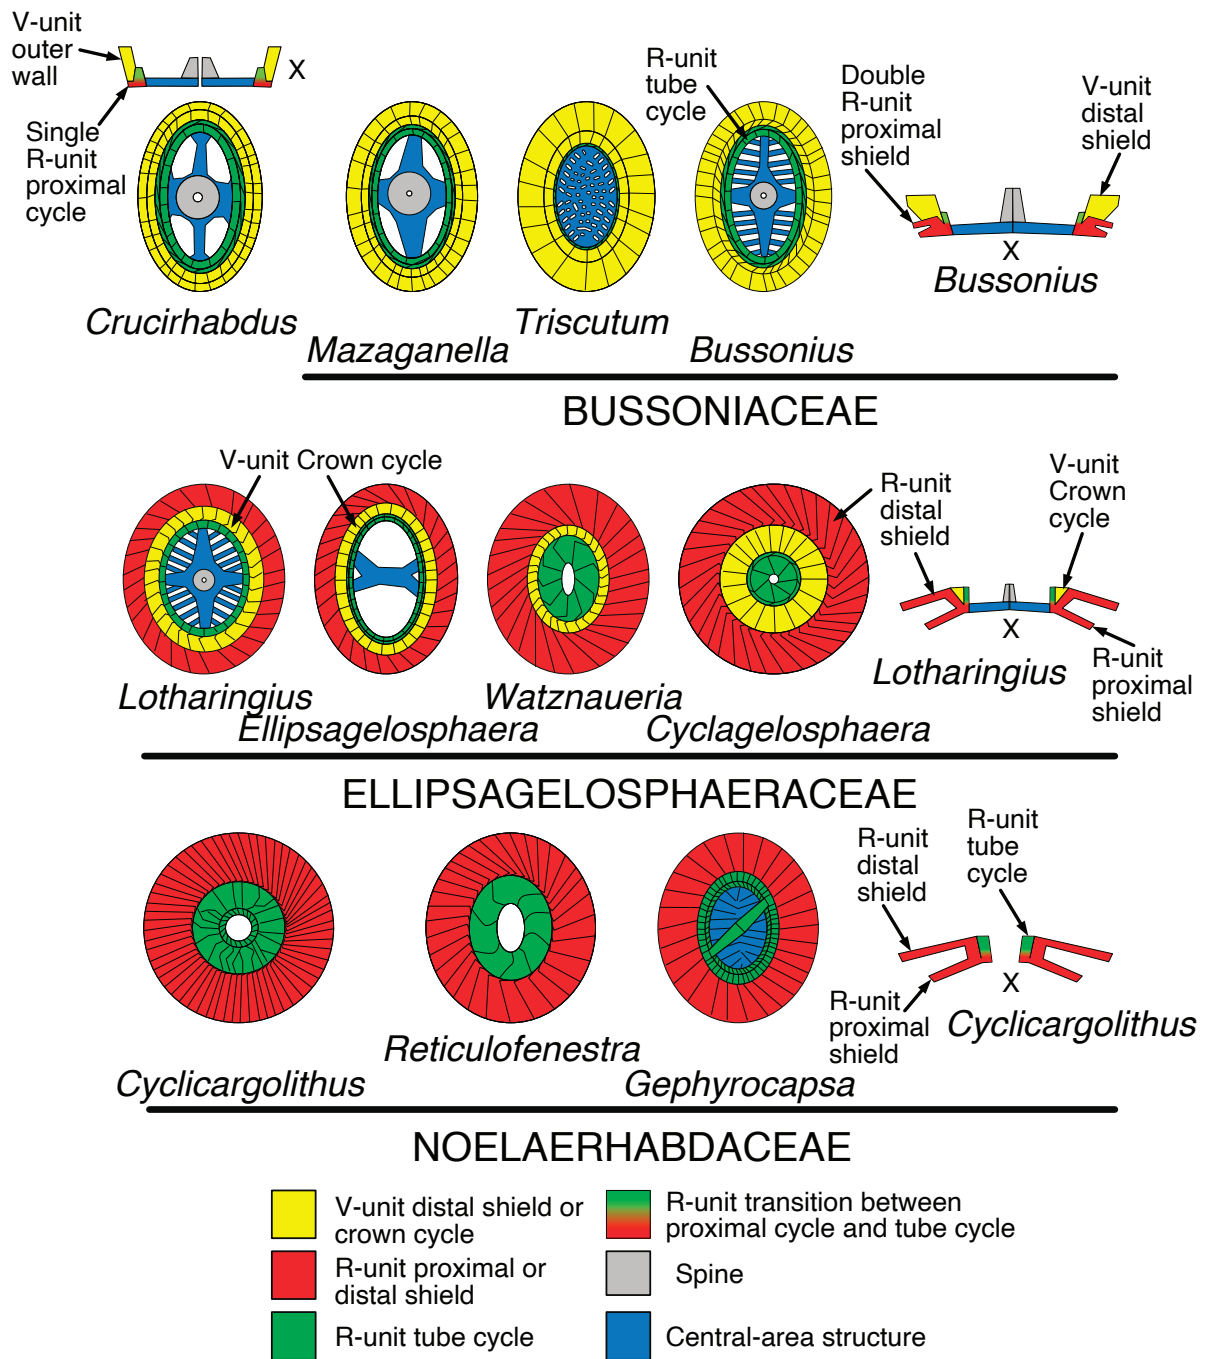 V-unit
outer
wall
X
Single
R-unit
proximal
cycle
R-unit
tube
cycle
Double
R-unit
proximal
shield
V-unit
distal
shield
X
Bussonius
Crucirhabdus
Mazaganella
Triscutum
Bussonius
BUSSONIACEAE
V-unit Crown cycle
R-unit
distal
shield
V-unit
Crown
cycle
X
Lotharingius
R-unit
proximal
shield
Lotharingius
Ellipsagelosphaera
Watznaueria
Cyclagelosphaera
ELLIPSAGELOSPHAERACEAE
R-unit
distal
shield
R-unit
tube
cycle
X
R-unit
proximal
shield
Cyclicargolithus
Cyclicargolithus
Reticulofenestra
Gephyrocapsa
NOELAERHABDACEAE
V-unit distal shield or
crown cycle
R-unit proximal or
distal shield
R-unit tube cycle
R-unit transition between
proximal cycle and tube cycle
Spine
Central-area structure